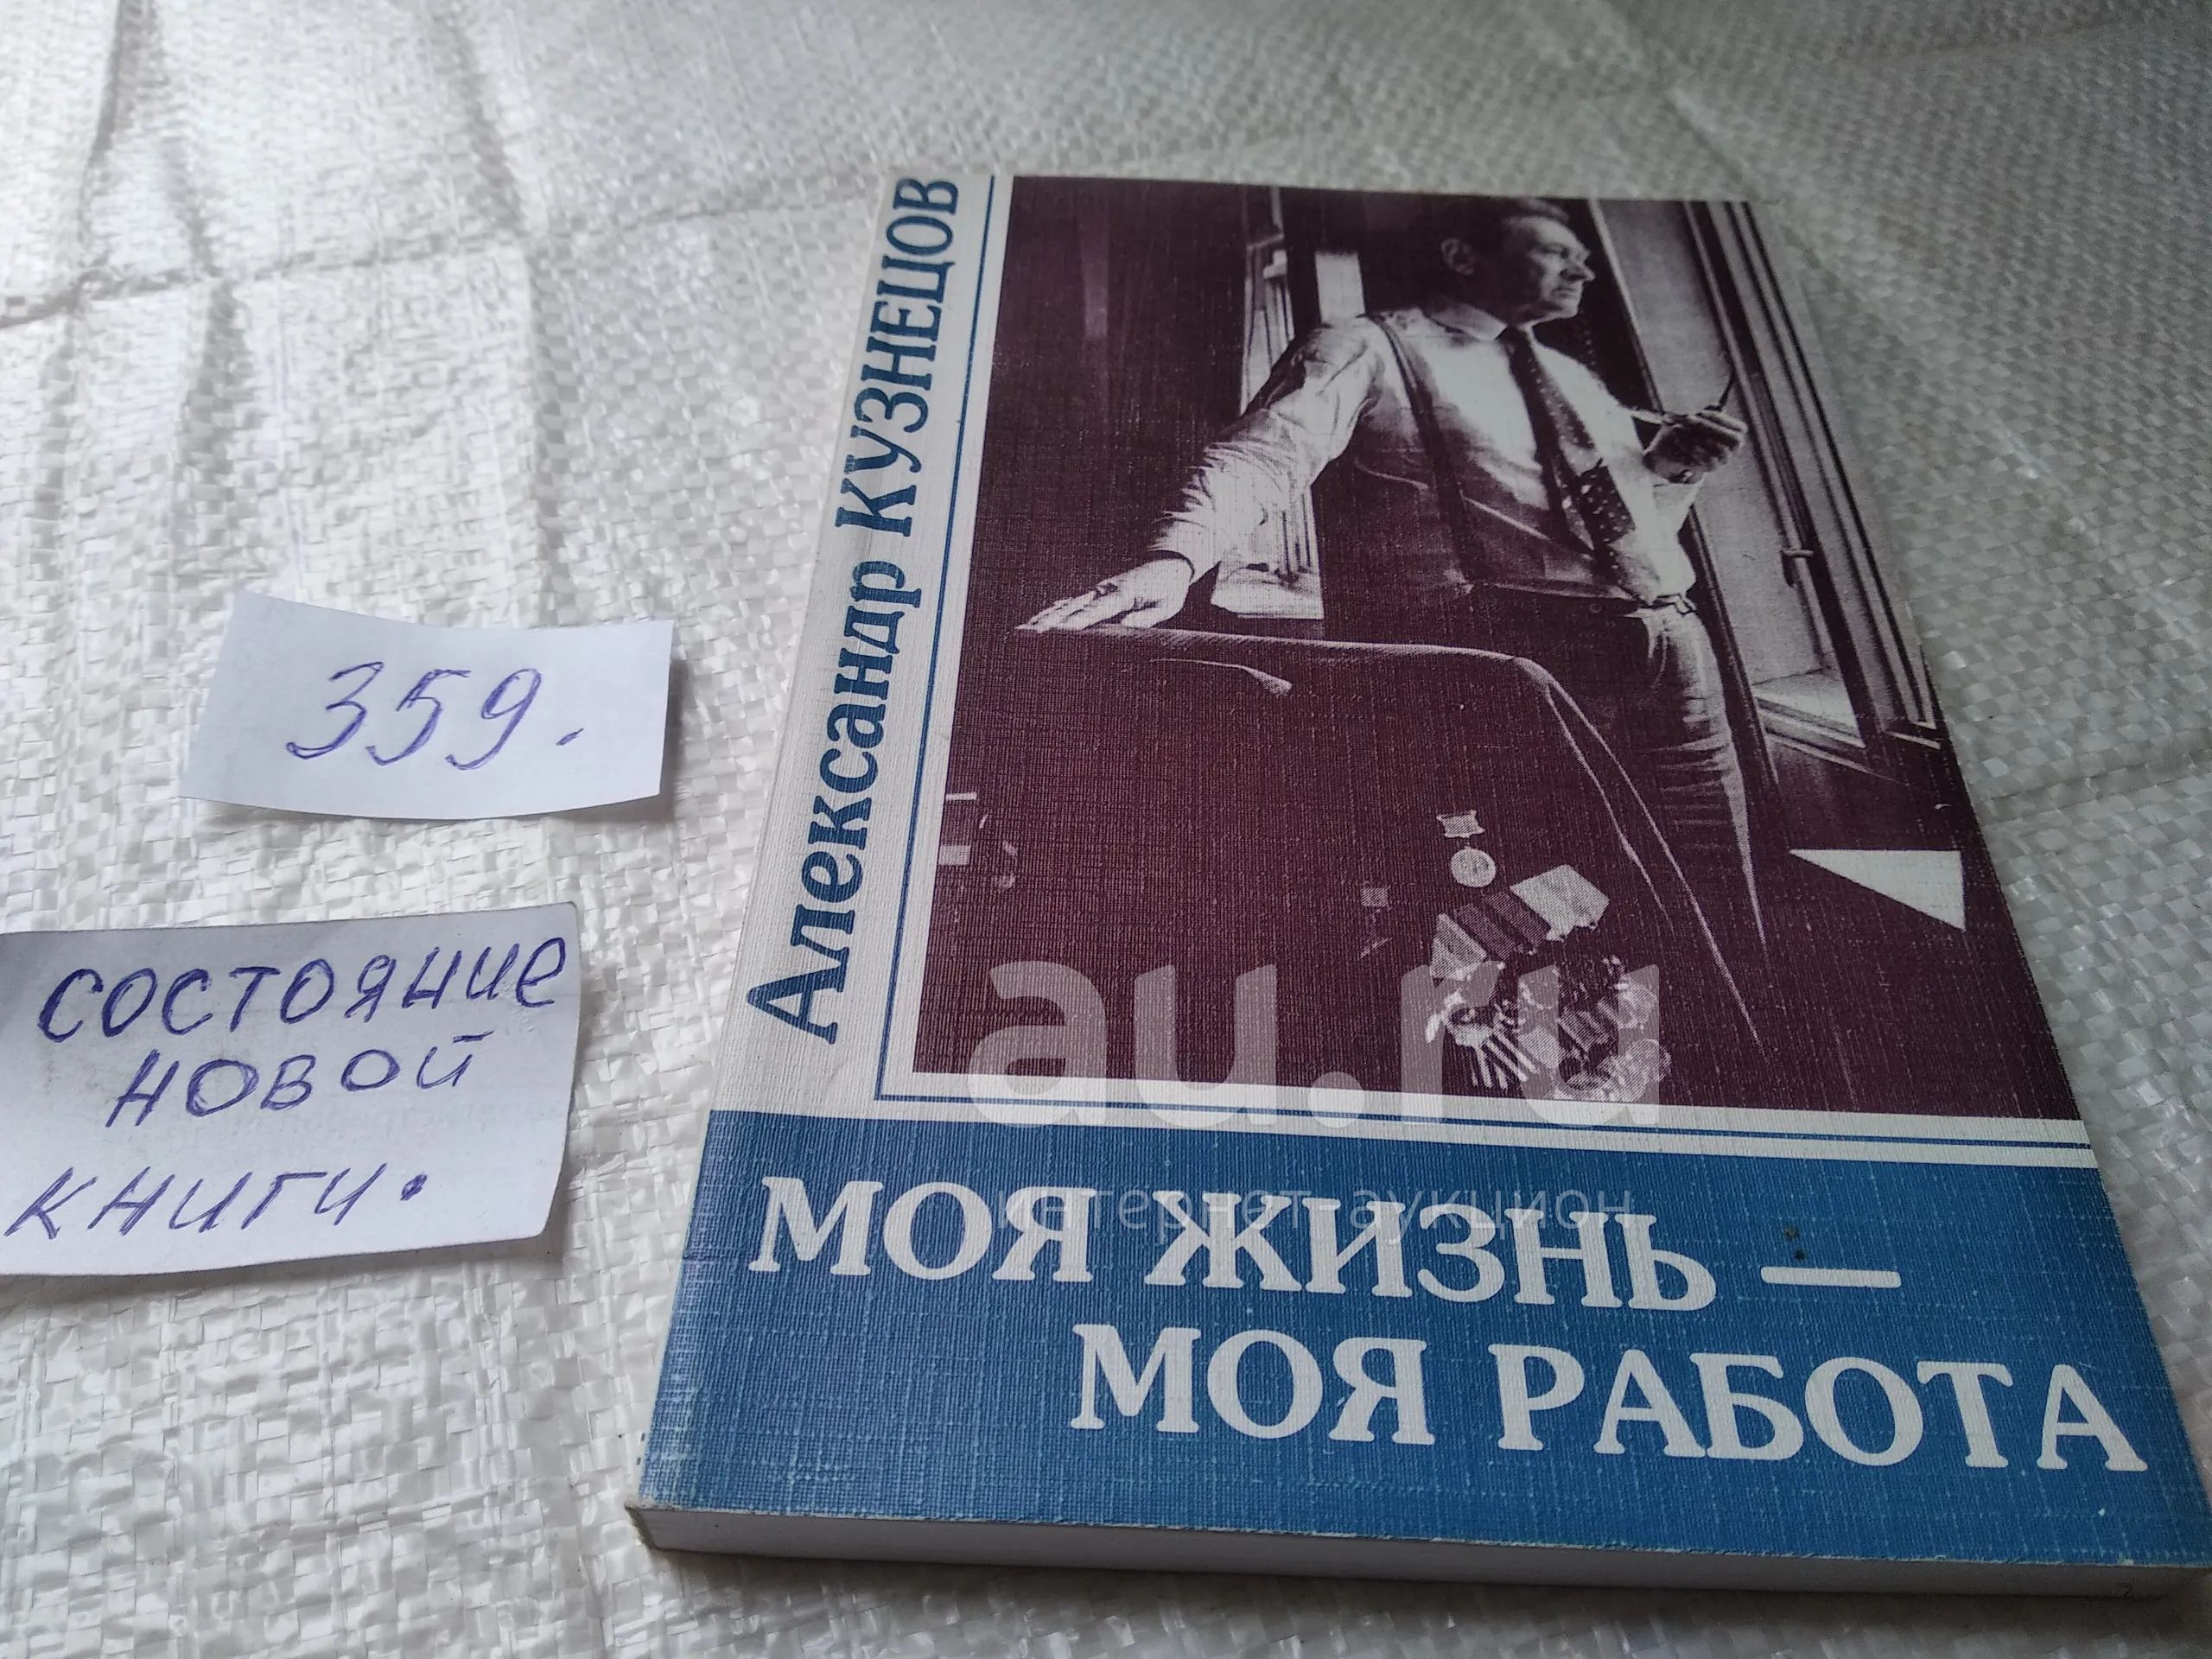 359.
состояние
новой
книги.
Александр КУЗНЕЦОВ
au.ru
интернет-аукцион
МОЯ ЖИЗНЬ —
МОЯ РАБОТА